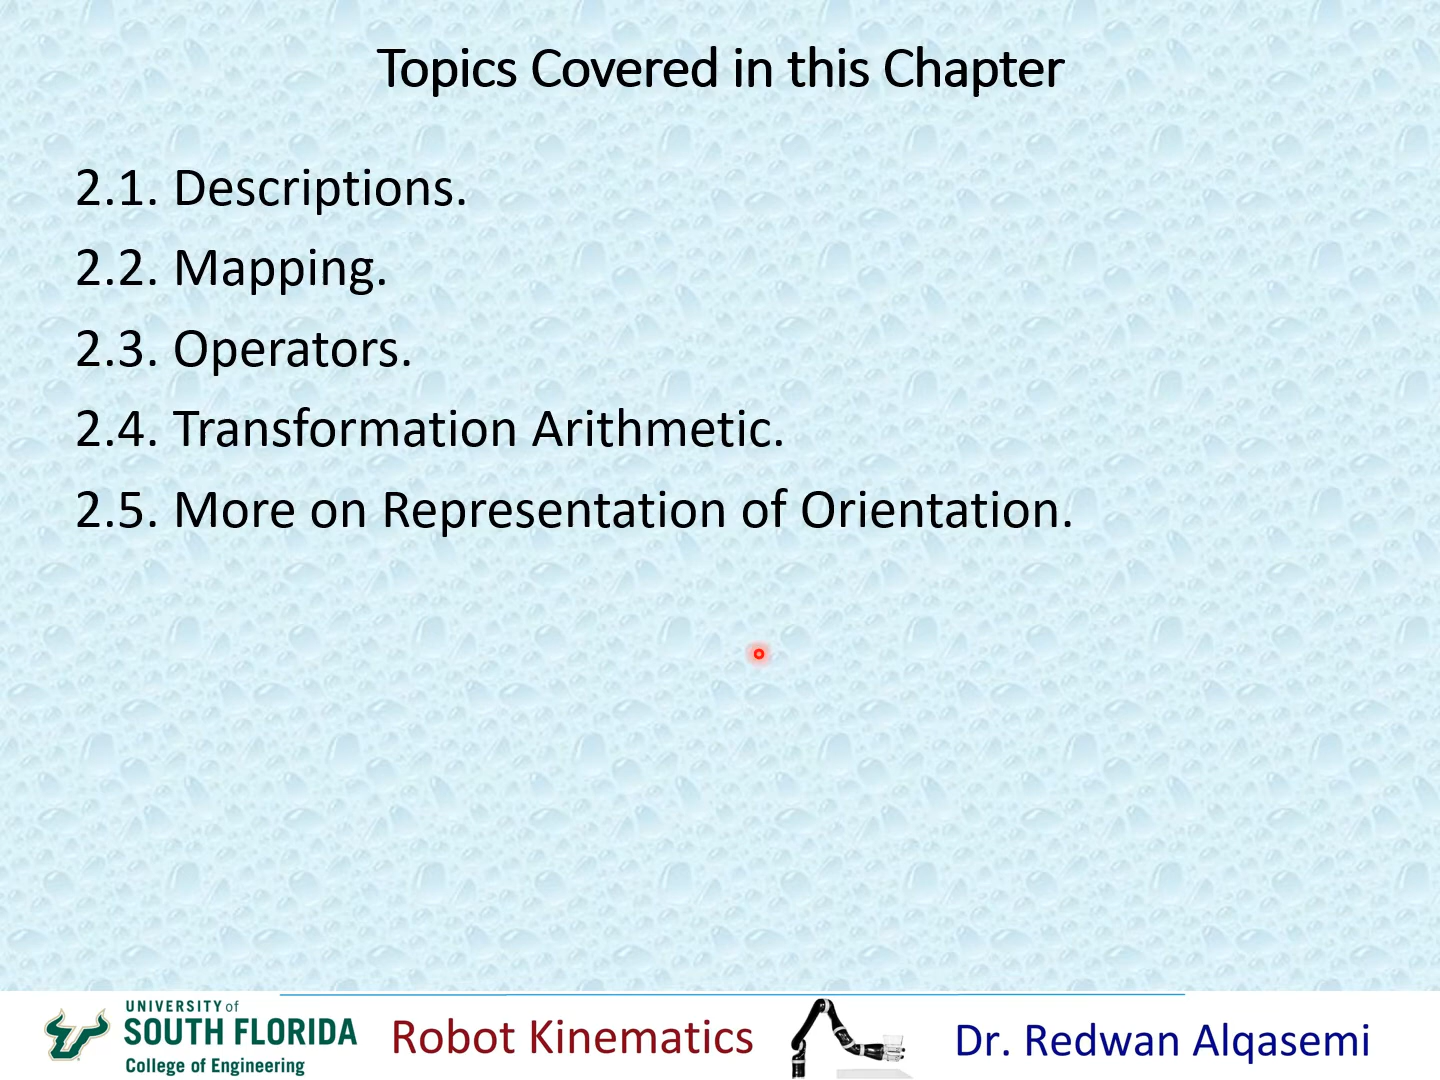 Topics Covered in this Chapter
2.1. Descriptions.
2.2. Mapping.
2.3. Operators.
2.4. Transformation Arithmetic.
2.5. More on Representation of Orientation.
UNIVERSITY of
SOUTH FLORIDA
College of Engineering
Robot Kinematics
Dr. Redwan Alqasemi